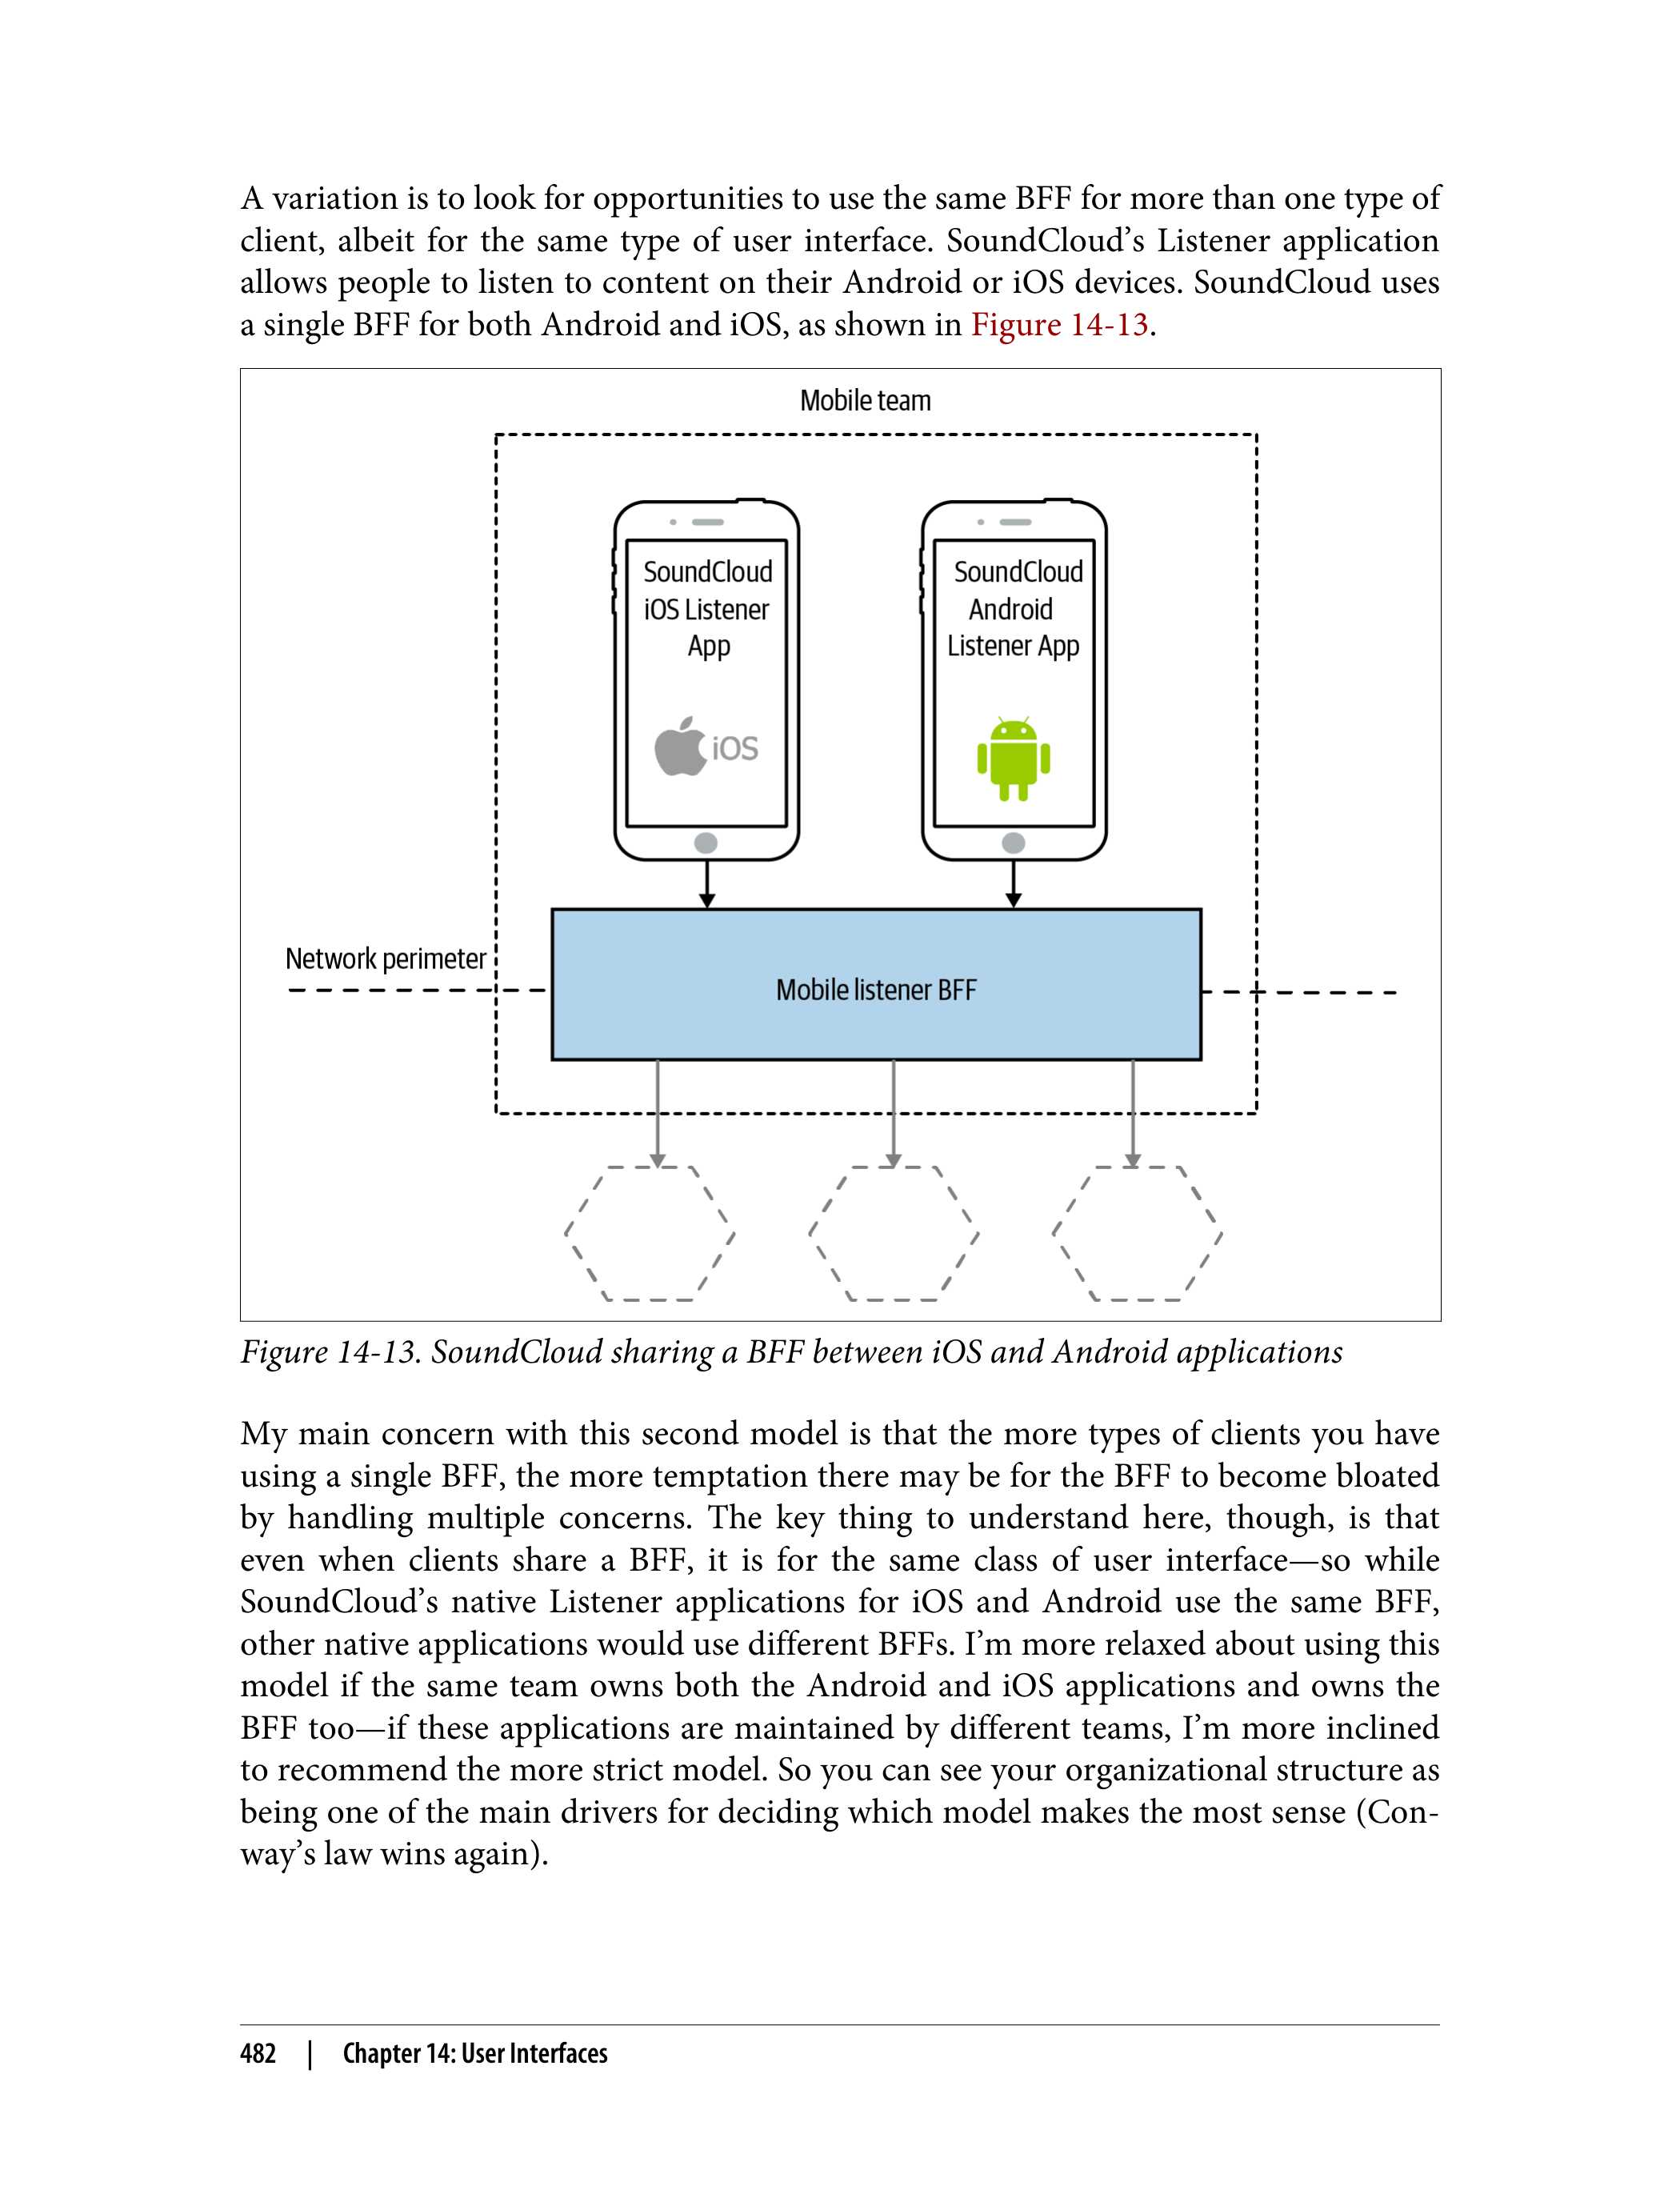 A variation is to look for opportunities to use the same BFF for more than one type of
client, albeit for the same type of user interface. SoundCloud’s Listener application
allows people to listen to content on their Android or iOS devices. SoundCloud uses
a single BFF for both Android and iOS, as shown in Figure 14-13.
Mobile team
SoundCloud
iOS Listener
App
iOS
SoundCloud
Android
Listener App
Network perimeter
Mobile listener BFF
Figure 14-13. SoundCloud sharing a BFF between iOS and Android applications
My main concern with this second model is that the more types of clients you have
using a single BFF, the more temptation there may be for the BFF to become bloated
by handling multiple concerns. The key thing to understand here, though, is that
even when clients share a BFF, it is for the same class of user interface—so while
SoundCloud’s native Listener applications for iOS and Android use the same BFF,
other native applications would use different BFFs. I’m more relaxed about using this
model if the same team owns both the Android and iOS applications and owns the
BFF too—if these applications are maintained by different teams, I’m more inclined
to recommend the more strict model. So you can see your organizational structure as
being one of the main drivers for deciding which model makes the most sense (Con-
way’s law wins again).
482 | Chapter 14: User Interfaces